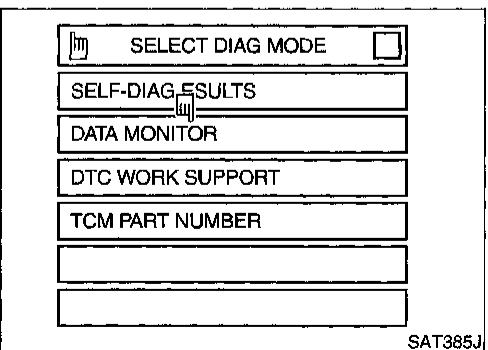 SELECT DIAG MODE
SELF-DIAG ESULTS
DATA MONITOR
DTC WORK SUPPORT
TCM PART NUMBER
SAT385J